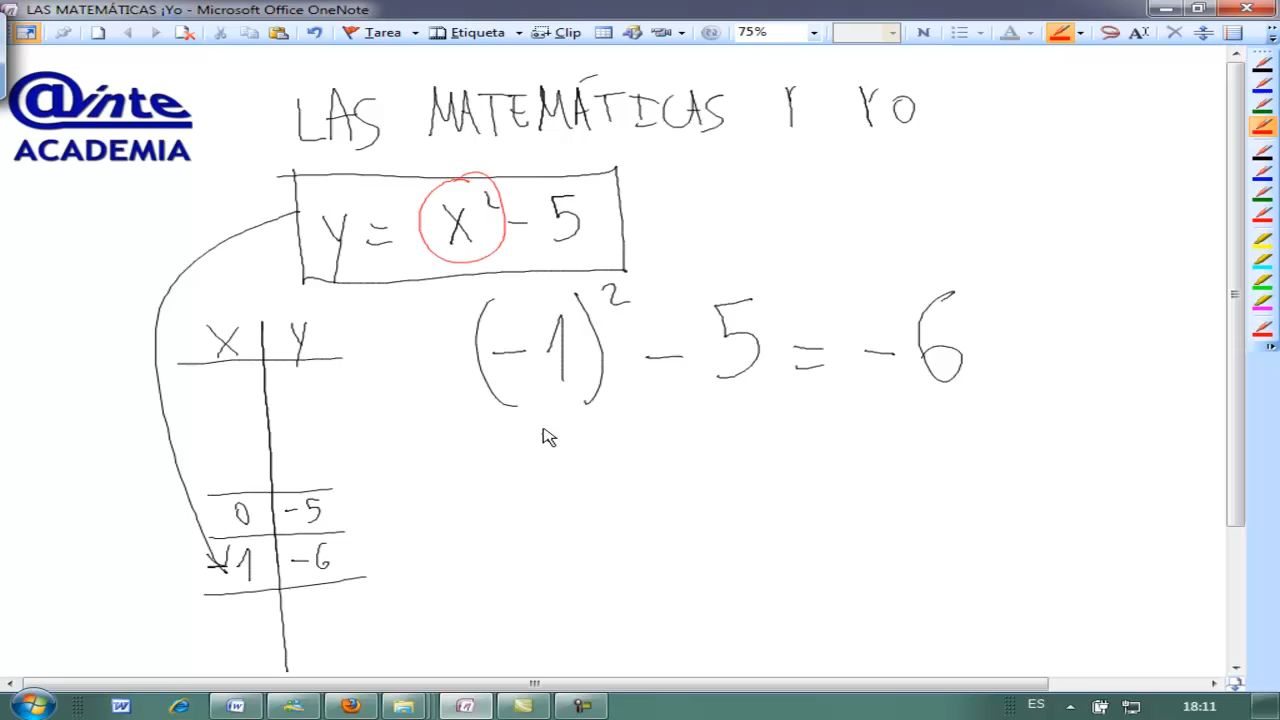 LAS MATEMÁTICAS ¡Yo - Microsoft Office OneNote
Tarea Etiqueta Clip 75% N A
@inte
ACADEMIA
LAS MATEMÁTICAS Y YO
y = x² - 5
(-1)² - 5 = - 6
X Y
0 -5
-1 -6
ES 18:11